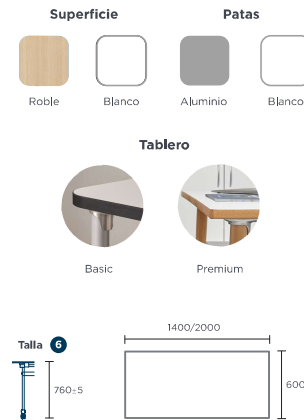 Superficie
Patas
Roble
Blanco
Aluminio
Blanco
Tablero
Basic
Premium
1400/2000
Talla 6
760±5
600